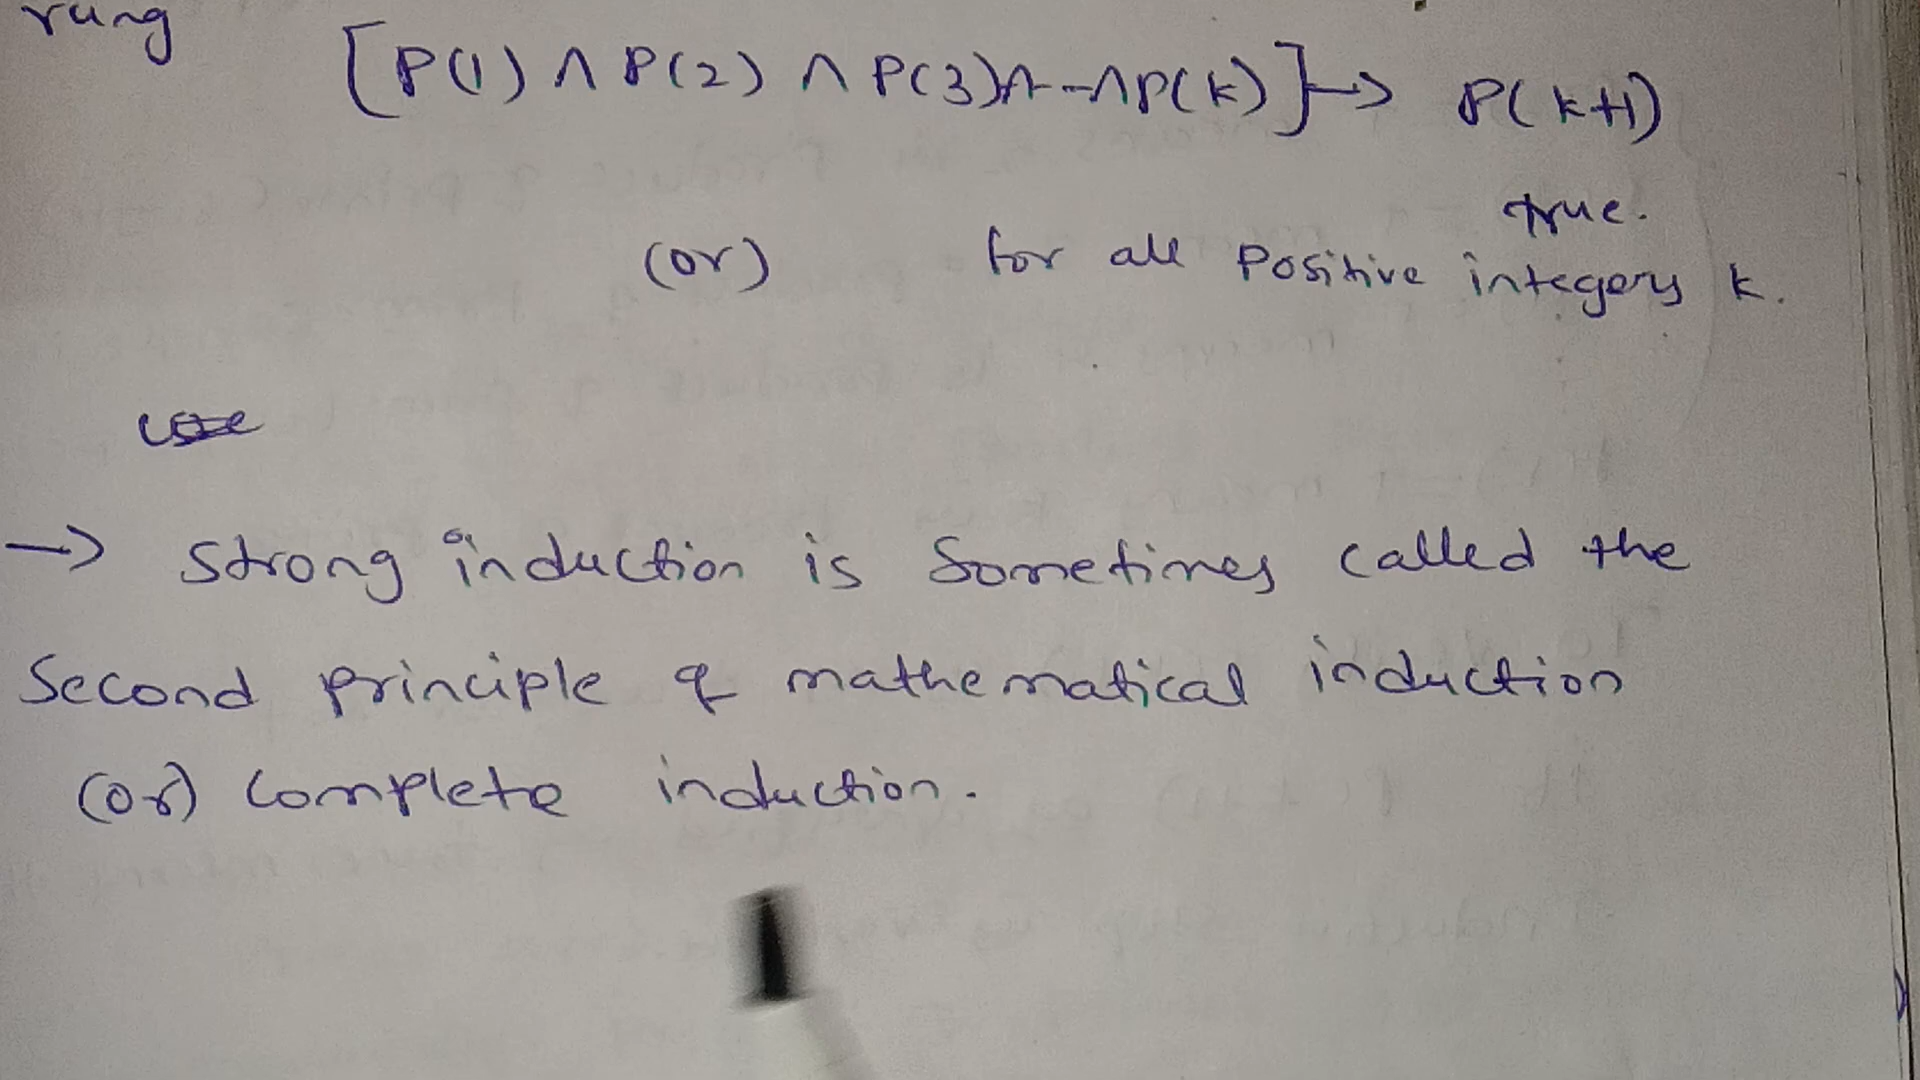 rung
[P(1) ∧ P(2) ∧ P(3) ∧ -- ∧ P(k)] → P(k+1)
true.
(or) for all Positive integers k.
→ Strong induction is Sometimes called the
Second principle of mathematical induction
(or) Complete induction.